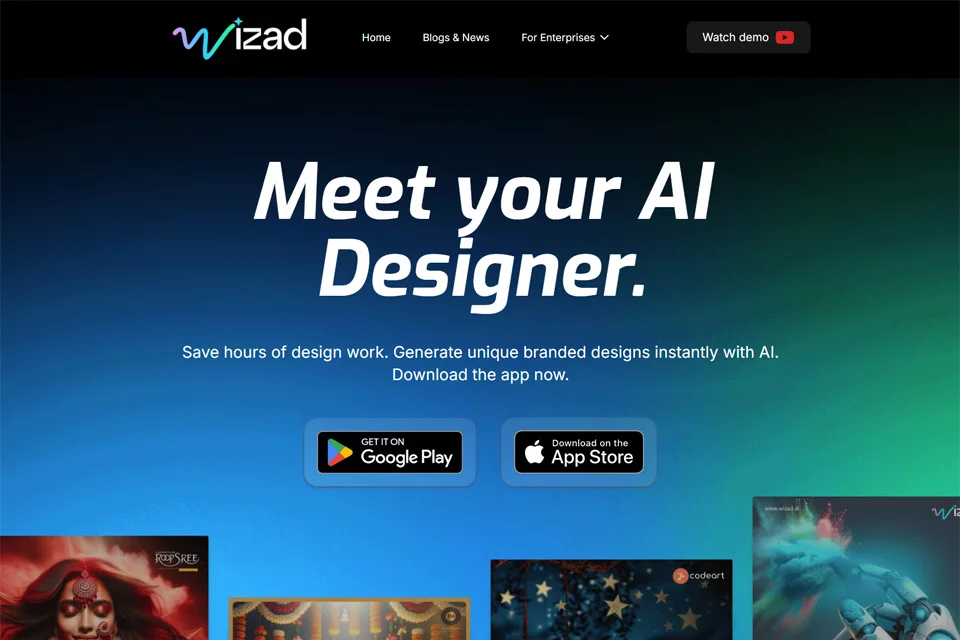 wizad
Home
Blogs & News
For Enterprises
Watch demo
Meet your AI
Designer.
Save hours of design work. Generate unique branded designs instantly with AI.
Download the app now.
GET IT ON
Google Play
Download on the
App Store
www.wizad.ai
ROOPSREE
codeart